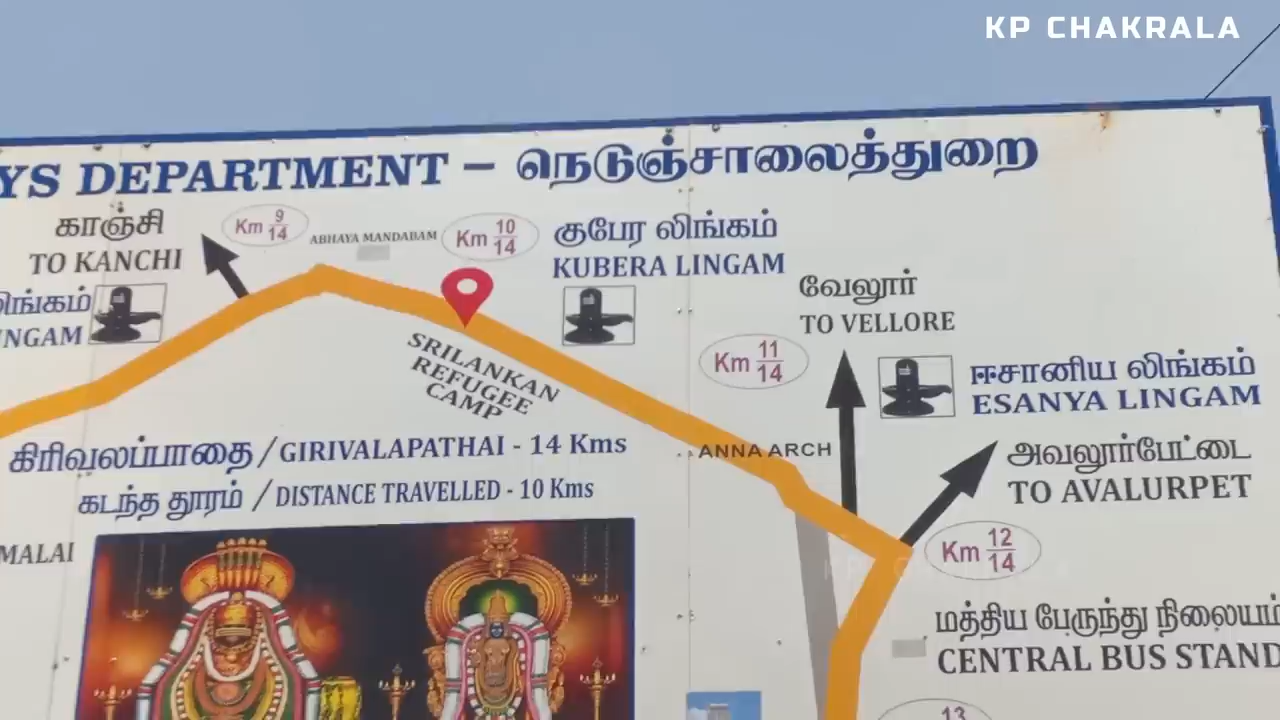 KP CHAKRALA
YS DEPARTMENT – நெடுஞ்சாலைத்துறை
காஞ்சி
TO KANCHI
Km 9/14
ABHAYA MANDABAM
Km 10/14
குபேர லிங்கம்
KUBERA LINGAM
லிங்கம்
INGAM
வேலூர்
TO VELLORE
SRILANKAN
REFUGEE
CAMP
Km 11/14
ஈசானிய லிங்கம்
ESANYA LINGAM
கிரிவலப்பாதை / GIRIVALAPATHAI - 14 Kms
ANNA ARCH
அவலூர்பேட்டை
TO AVALURPET
கடந்த தூரம் / DISTANCE TRAVELLED - 10 Kms
MALAI
Km 12/14
மத்திய பேருந்து நிலையம்
CENTRAL BUS STAND
13